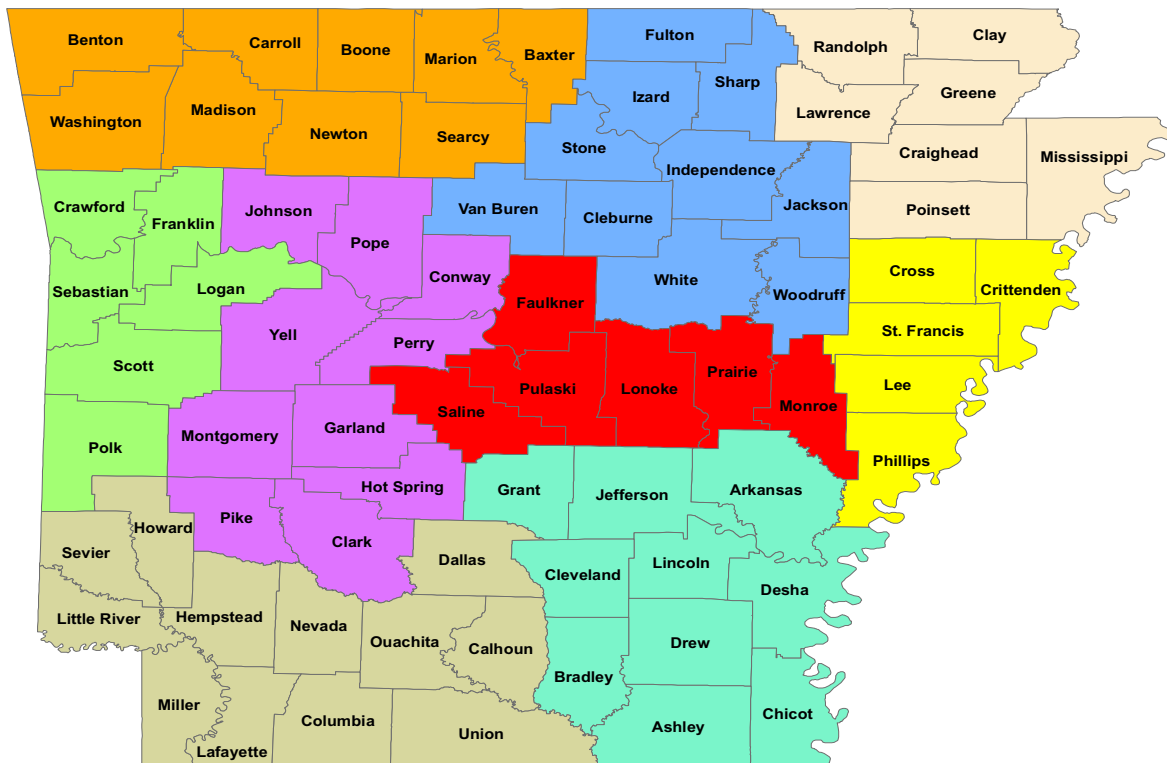 Benton
Carroll
Boone
Marion
Baxter
Fulton
Randolph
Clay
Washington
Madison
Newton
Searcy
Izard
Sharp
Lawrence
Greene
Stone
Independence
Craighead
Mississippi
Crawford
Franklin
Johnson
Pope
Van Buren
Cleburne
Jackson
Poinsett
Sebastian
Logan
Conway
Faulkner
White
Woodruff
Cross
Crittenden
Scott
Yell
Perry
Pulaski
Lonoke
Prairie
St. Francis
Lee
Saline
Monroe
Polk
Montgomery
Garland
Phillips
Hot Spring
Grant
Jefferson
Arkansas
Sevier
Howard
Pike
Clark
Dallas
Cleveland
Lincoln
Desha
Little River
Hempstead
Nevada
Ouachita
Calhoun
Bradley
Drew
Miller
Lafayette
Columbia
Union
Ashley
Chicot